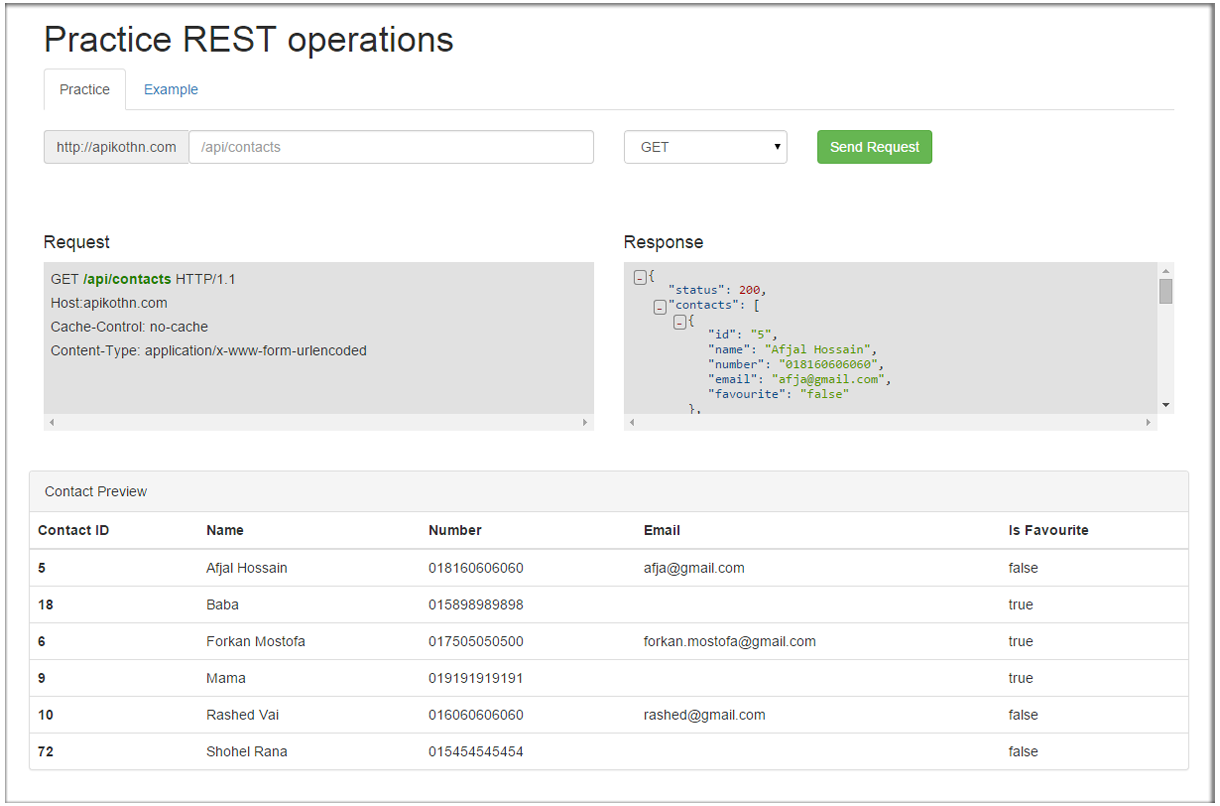 Practice REST operations
Practice Example
http://apikothn.com /api/contacts GET Send Request
Request
GET /api/contacts HTTP/1.1
Host:apikothn.com
Cache-Control: no-cache
Content-Type: application/x-www-form-urlencoded
Response
{
"status": 200,
"contacts": [
{
"id": "5",
"name": "Afjal Hossain",
"number": "018160606060",
"email": "afja@gmail.com",
"favourite": "false"
},
Contact Preview
Contact ID Name Number Email Is Favourite
5 Afjal Hossain 018160606060 afja@gmail.com false
18 Baba 015898989898 true
6 Forkan Mostofa 017505050500 forkan.mostofa@gmail.com true
9 Mama 019191919191 true
10 Rashed Vai 016060606060 rashed@gmail.com false
72 Shohel Rana 015454545454 false